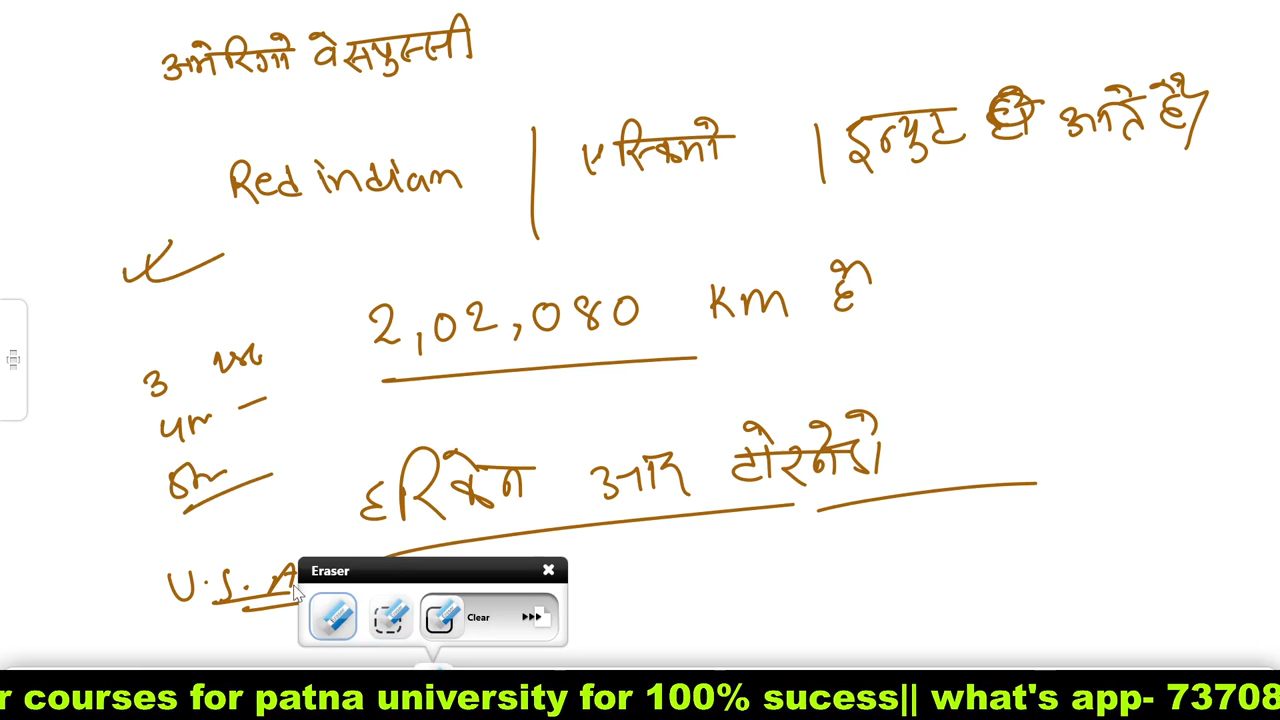 अमेरिगो वेसपुस्सी
Red indian | एस्किमो | इन्युट आते है/
2,02,080 km है
3
हरिकेन और टोरनेडो
U.S.A
Eraser
Clear
r courses for patna university for 100% sucess|| what's app- 73708